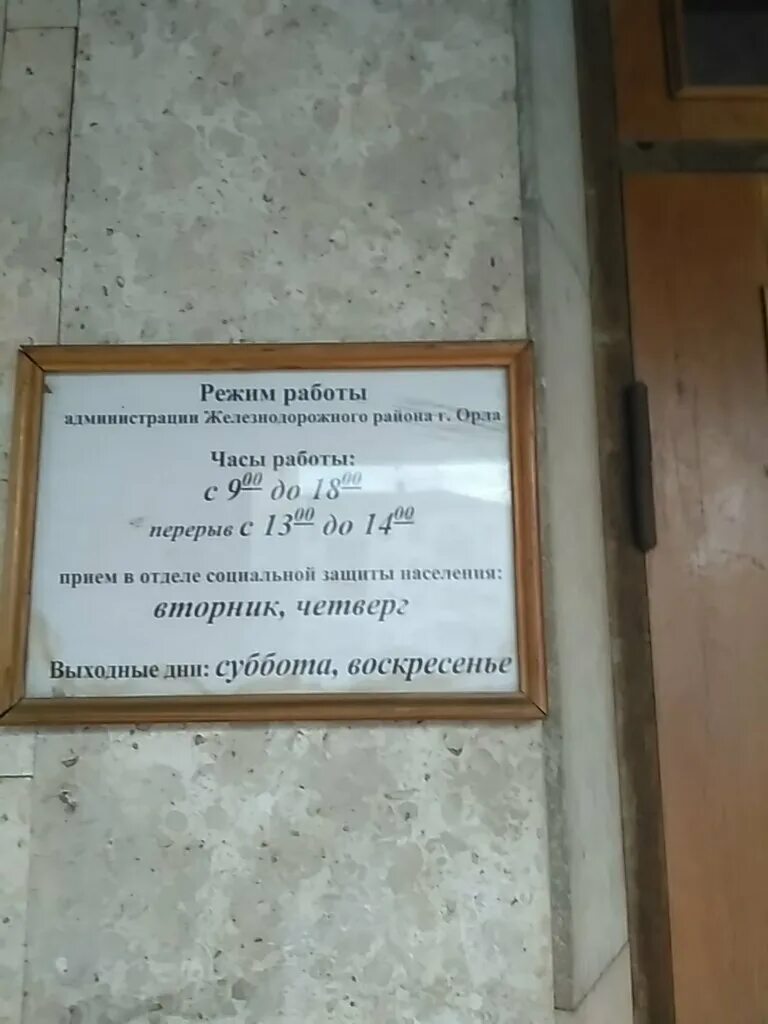 Режим работы
администрации Железнодорожного района г. Орла
Часы работы:
с 9⁰⁰ до 18⁰⁰
перерыв с 13⁰⁰ до 14⁰⁰
прием в отделе социальной защиты населения:
вторник, четверг
Выходные дни: суббота, воскресенье